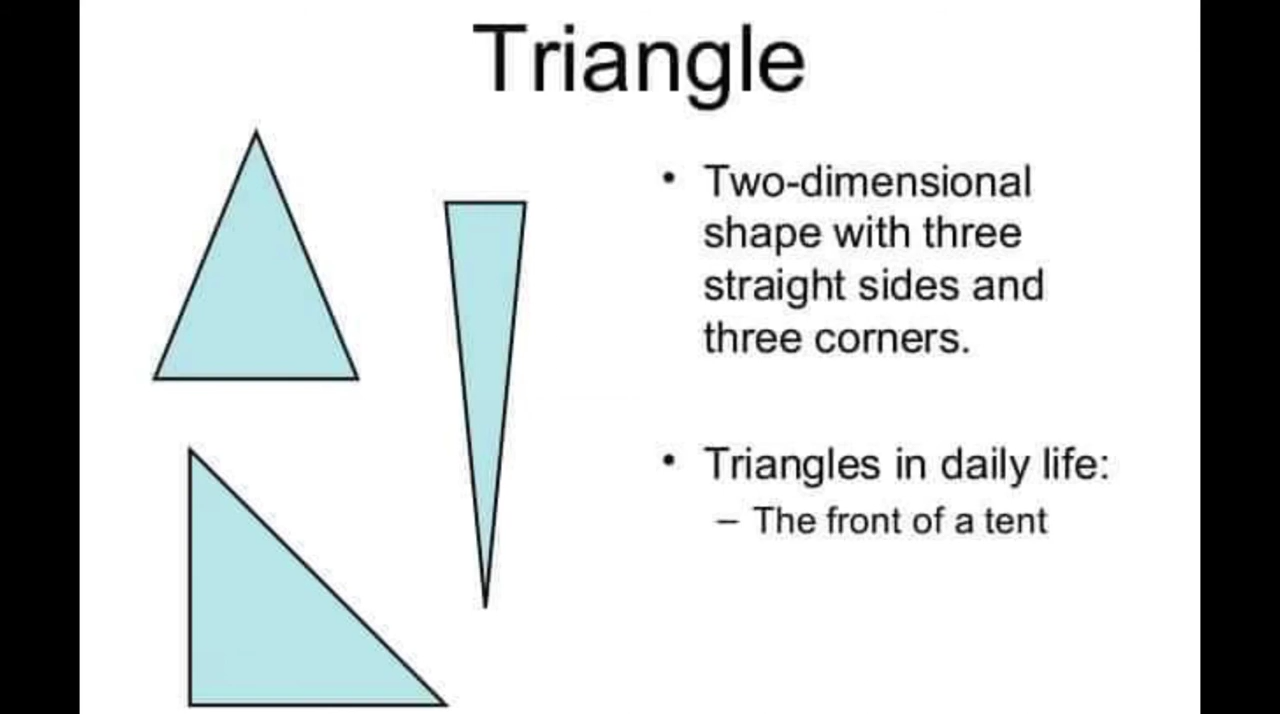 Triangle
• Two-dimensional
shape with three
straight sides and
three corners.
• Triangles in daily life:
– The front of a tent